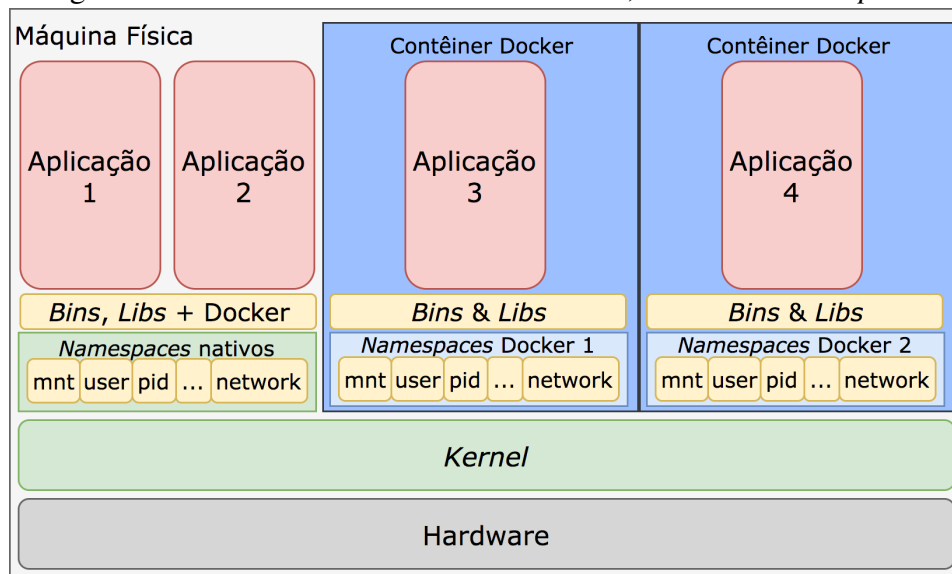 Máquina Física
Contêiner Docker
Contêiner Docker
Aplicação
1
Aplicação
2
Aplicação
3
Aplicação
4
Bins, Libs + Docker
Bins & Libs
Bins & Libs
Namespaces nativos
mnt user pid ... network
Namespaces Docker 1
mnt user pid ... network
Namespaces Docker 2
mnt user pid ... network
Kernel
Hardware